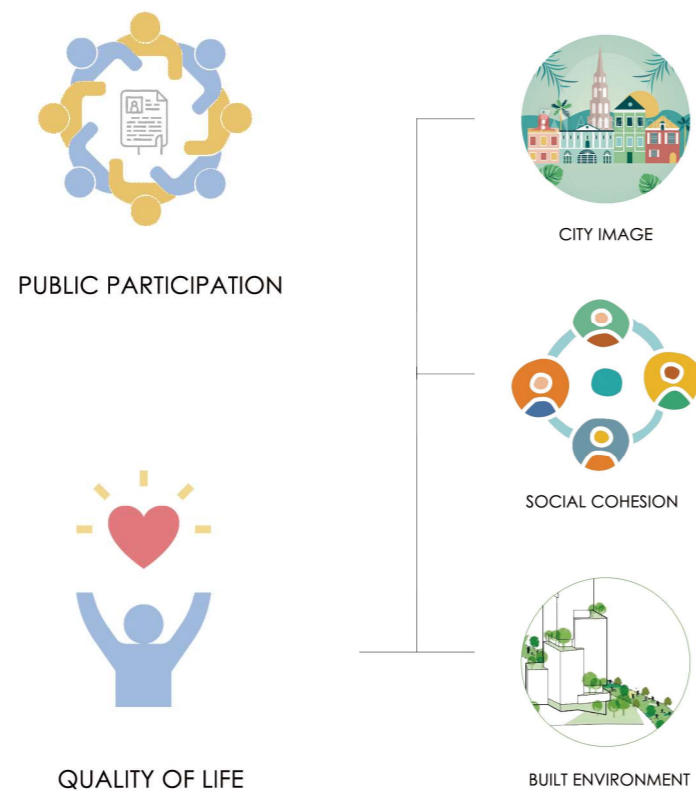 PUBLIC PARTICIPATION
QUALITY OF LIFE
CITY IMAGE
SOCIAL COHESION
BUILT ENVIRONMENT